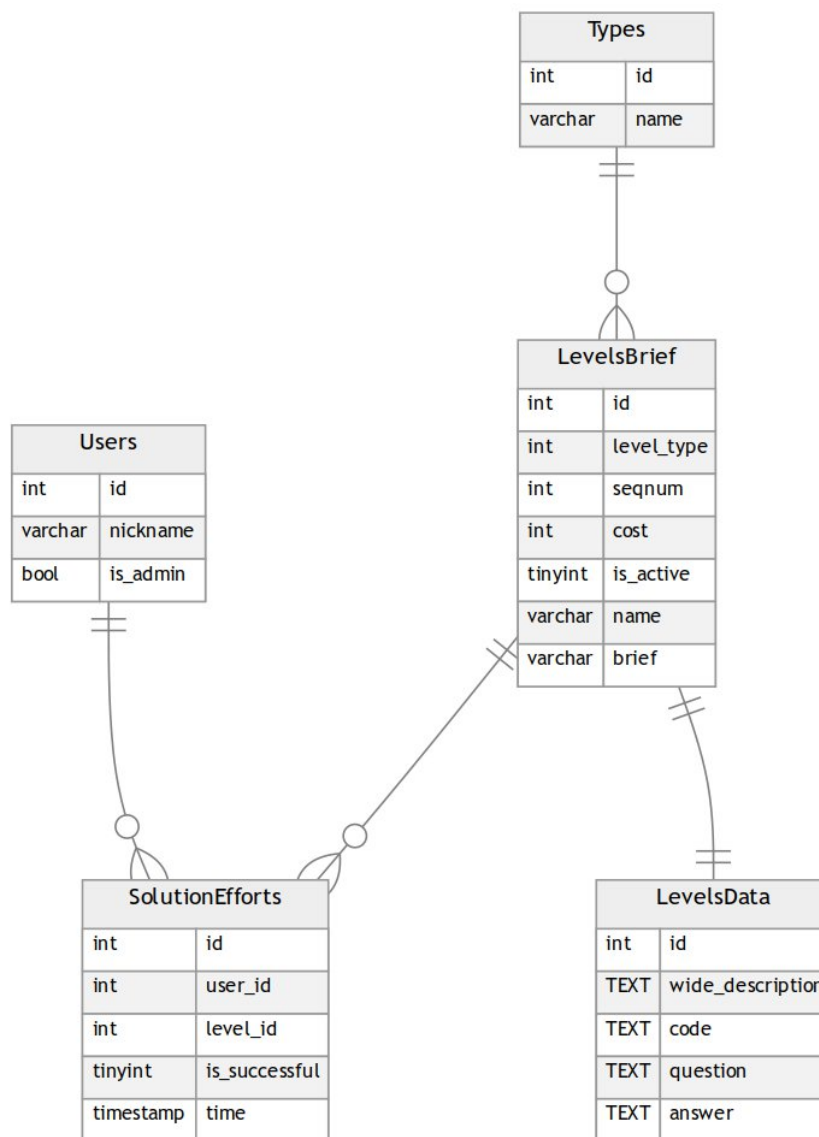 Types
int id
varchar name
LevelsBrief
int id
int level_type
int seqnum
int cost
tinyint is_active
varchar name
varchar brief
Users
int id
varchar nickname
bool is_admin
SolutionEfforts
int id
int user_id
int level_id
tinyint is_successful
timestamp time
LevelsData
int id
TEXT wide_description
TEXT code
TEXT question
TEXT answer